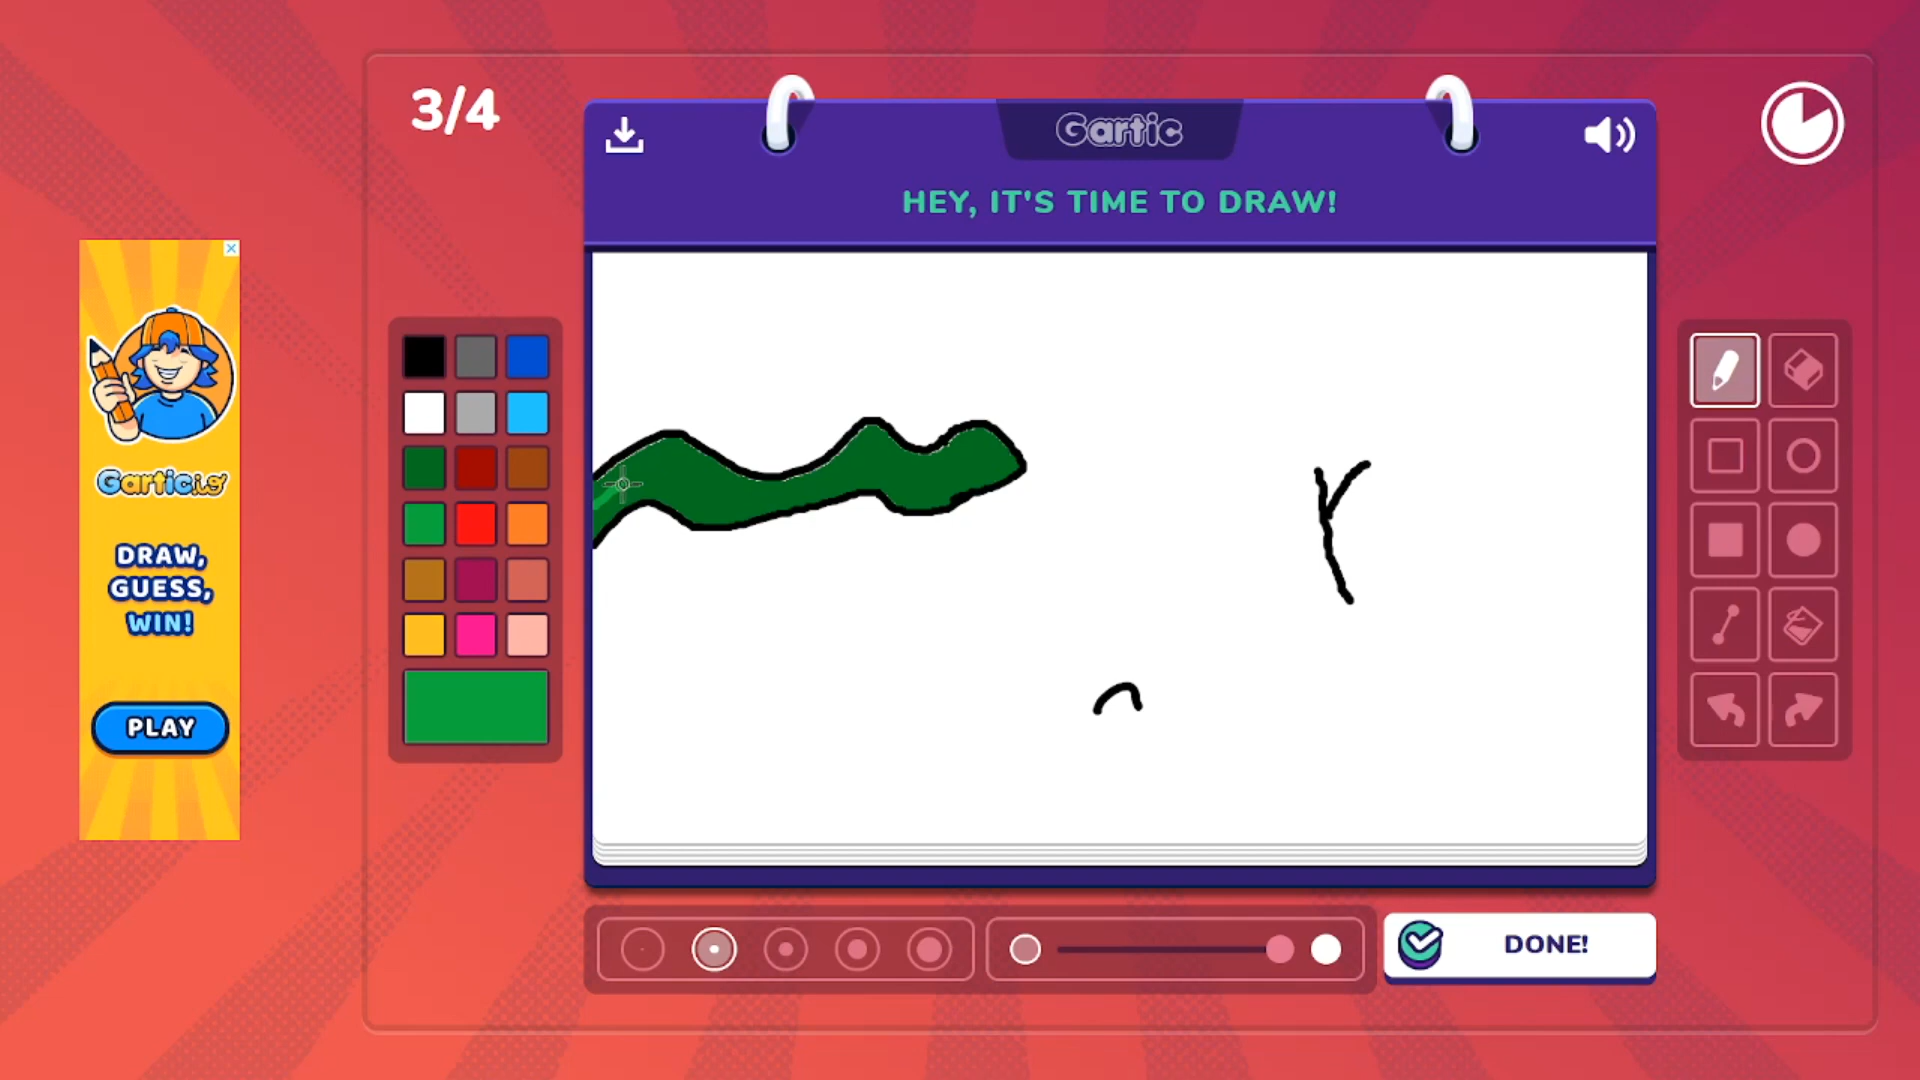 3/4
Gartic
HEY, IT'S TIME TO DRAW!
Gartic.io
DRAW,
GUESS,
WIN!
PLAY
DONE!